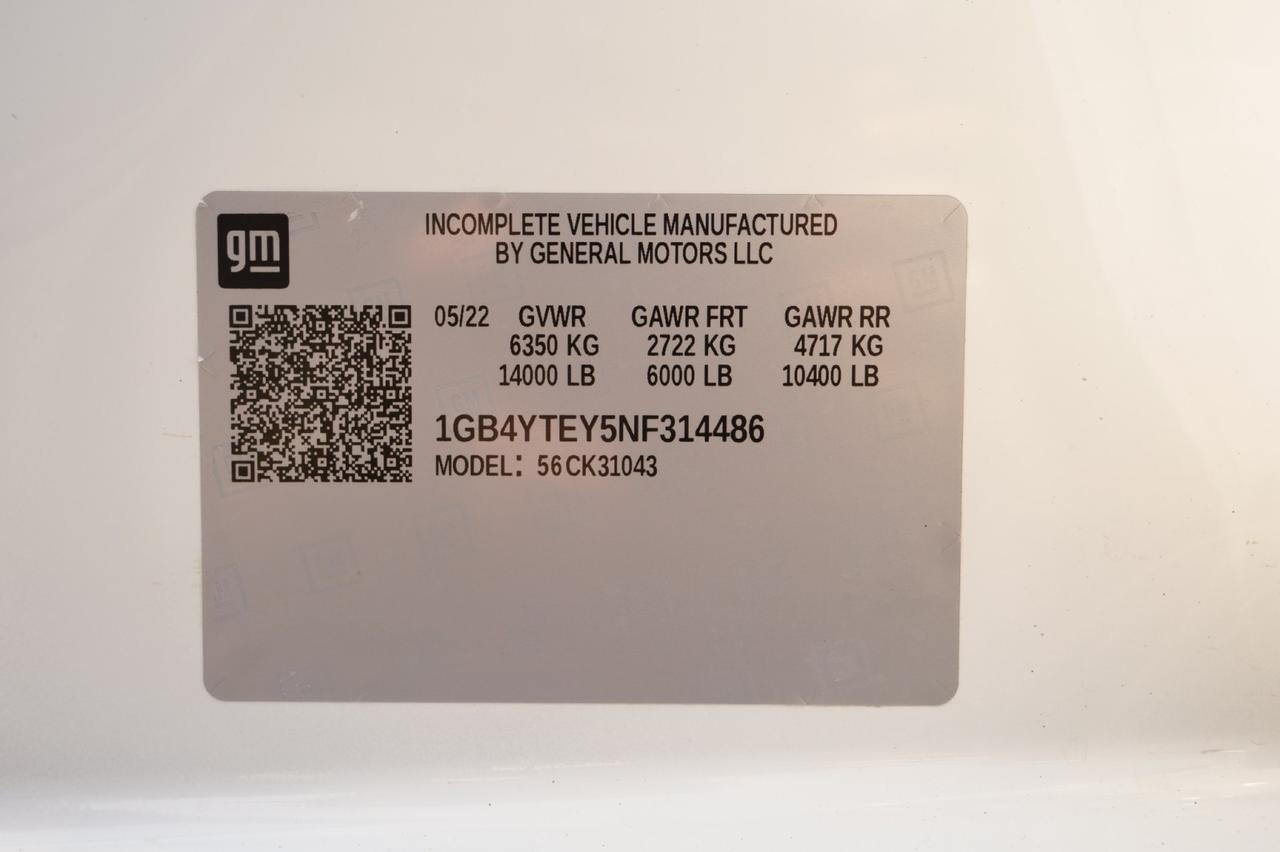 gm
INCOMPLETE VEHICLE MANUFACTURED
BY GENERAL MOTORS LLC
05/22 GVWR GAWR FRT GAWR RR
6350 KG 2722 KG 4717 KG
14000 LB 6000 LB 10400 LB
1GB4YTEY5NF314486
MODEL: 56CK31043